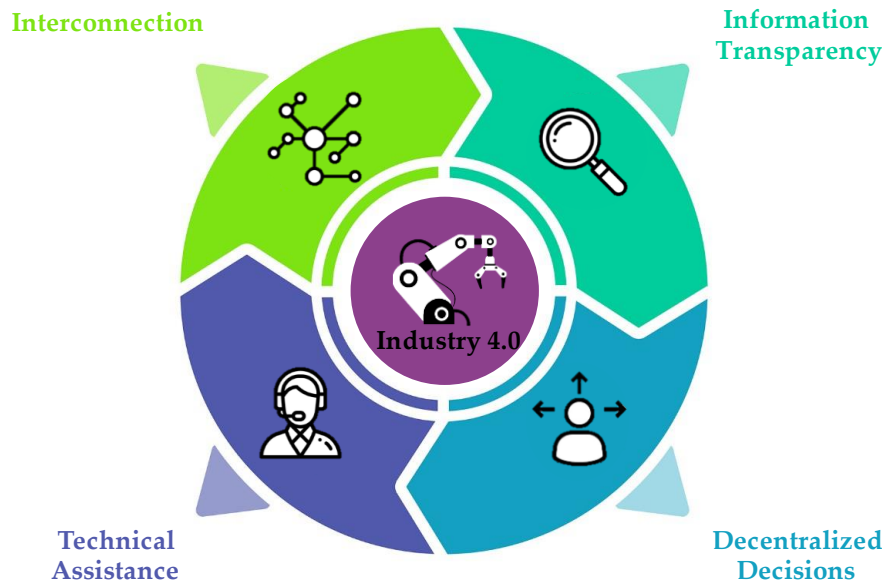 Interconnection
Information
Transparency
Industry 4.0
Technical
Assistance
Decentralized
Decisions